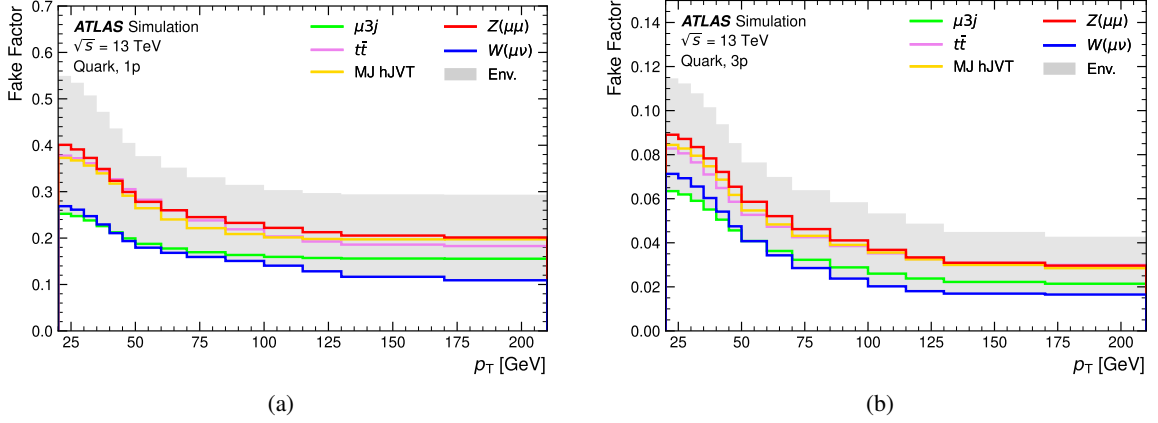 0.7
0.6
0.5
0.4
0.3
0.2
0.1
0.0
Fake Factor
ATLAS Simulation
√s = 13 TeV
Quark, 1p
μ3j
tt̄
MJ hJVT
Z(μμ)
W(μν)
Env.
25 50 75 100 125 150 175 200
pT [GeV]
(a)
0.14
0.12
0.10
0.08
0.06
0.04
0.02
0.00
Fake Factor
ATLAS Simulation
√s = 13 TeV
Quark, 3p
μ3j
tt̄
MJ hJVT
Z(μμ)
W(μν)
Env.
25 50 75 100 125 150 175 200
pT [GeV]
(b)